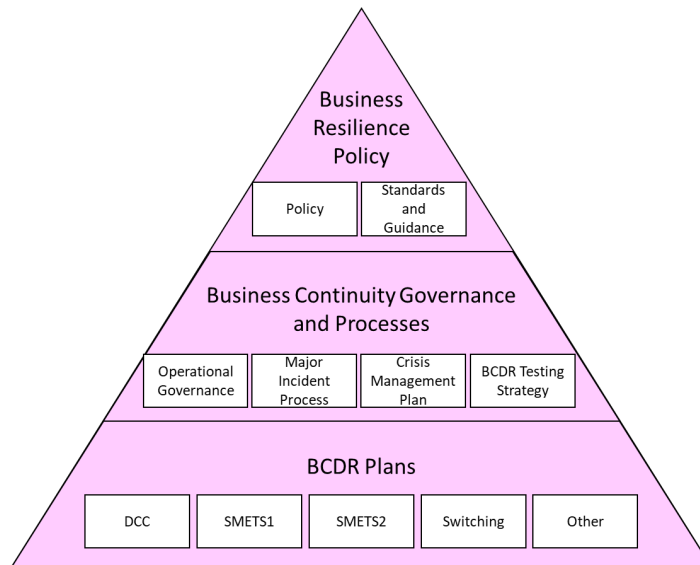 Business
Resilience
Policy
Policy
Standards
and
Guidance
Business Continuity Governance
and Processes
Operational
Governance
Major
Incident
Process
Crisis
Management
Plan
BCDR Testing
Strategy
BCDR Plans
DCC
SMETS1
SMETS2
Switching
Other